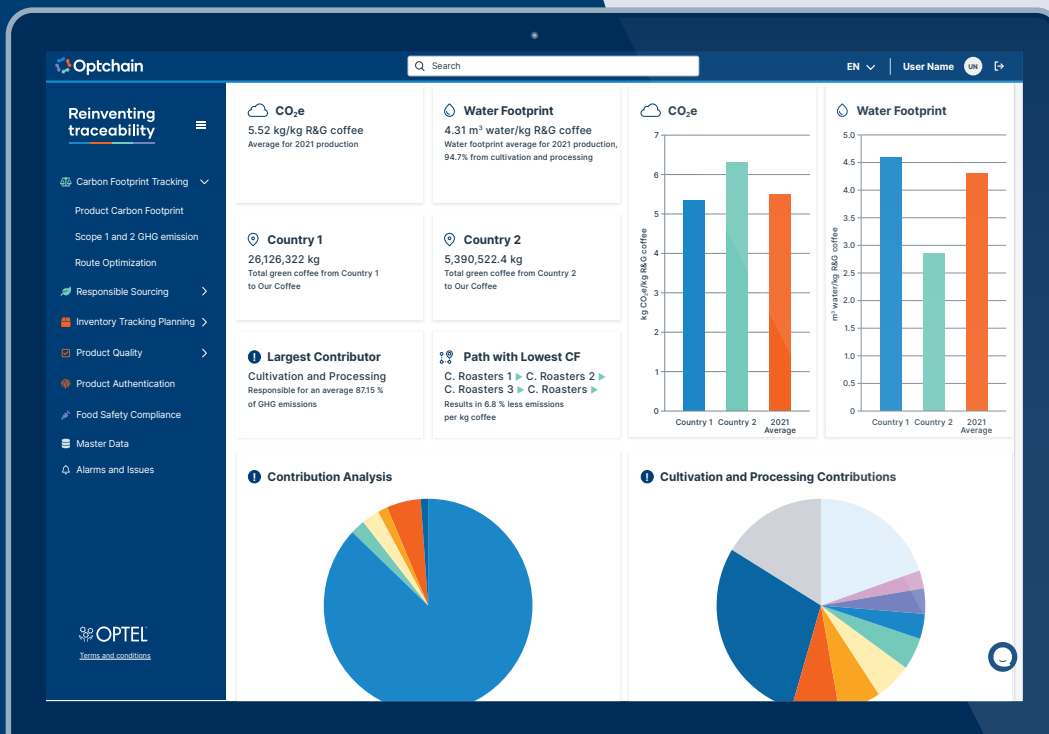 Optchain
Search
EN
User Name
UN
Reinventing
traceability
Carbon Footprint Tracking
Product Carbon Footprint
Scope 1 and 2 GHG emission
Route Optimization
Responsible Sourcing
Inventory Tracking Planning
Product Quality
Product Authentication
Food Safety Compliance
Master Data
Alarms and Issues
OPTEL
Terms and conditions
CO₂e
5.52 kg/kg R&G coffee
Average for 2021 production
Water Footprint
4.31 m³ water/kg R&G coffee
Water footprint average for 2021 production,
94.7% from cultivation and processing
Country 1
26,126,322 kg
Total green coffee from Country 1
to Our Coffee
Country 2
5,390,522.4 kg
Total green coffee from Country 2
to Our Coffee
Largest Contributor
Cultivation and Processing
Responsible for an average 87.15 %
of GHG emissions
Path with Lowest CF
C. Roasters 1 ▶ C. Roasters 2 ▶
C. Roasters 3 ▶ C. Roasters ▶
Results in 6.8 % less emissions
per kg coffee
CO₂e
kg CO₂e/kg R&G coffee
7
6
5
4
3
2
1
0
Country 1 Country 2 2021
Average
Water Footprint
m³ water/kg R&G coffee
5.0
4.5
4.0
3.5
3.0
2.5
2.0
1.5
1.0
0.5
0
Country 1 Country 2 2021
Average
Contribution Analysis
Cultivation and Processing Contributions